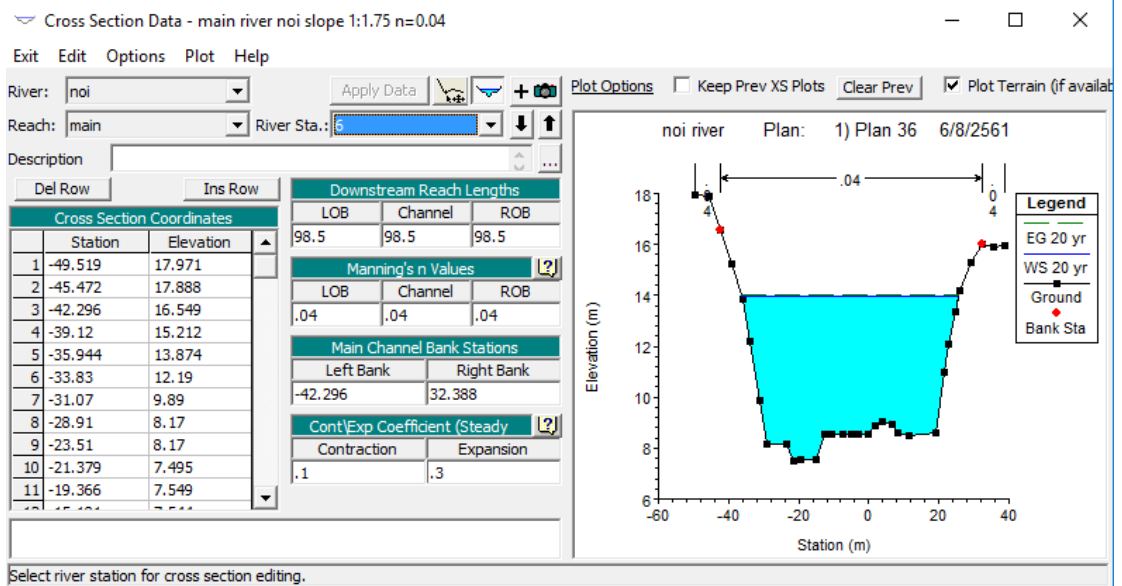 Cross Section Data - main river noi slope 1:1.75 n=0.04
Exit Edit Options Plot Help
River: noi Apply Data
Reach: main River Sta.: 6
Description ...
Del Row Ins Row
Cross Section Coordinates
Station Elevation
1 -49.519 17.971
2 -45.472 17.888
3 -42.296 16.549
4 -39.12 15.212
5 -35.944 13.874
6 -33.83 12.19
7 -31.07 9.89
8 -28.91 8.17
9 -23.51 8.17
10 -21.379 7.495
11 -19.366 7.549
Downstream Reach Lengths
LOB Channel ROB
98.5 98.5 98.5
Manning's n Values
LOB Channel ROB
.04 .04 .04
Main Channel Bank Stations
Left Bank Right Bank
-42.296 32.388
Cont\Exp Coefficient (Steady
Contraction Expansion
.1 .3
Plot Options Keep Prev XS Plots Clear Prev Plot Terrain (if availab
noi river Plan: 1) Plan 36 6/8/2561
.04 .04 .04
18
16
14
12
10
8
6
Elevation (m)
-60 -40 -20 0 20 40
Station (m)
Legend
EG 20 yr
WS 20 yr
Ground
Bank Sta
Select river station for cross section editing.